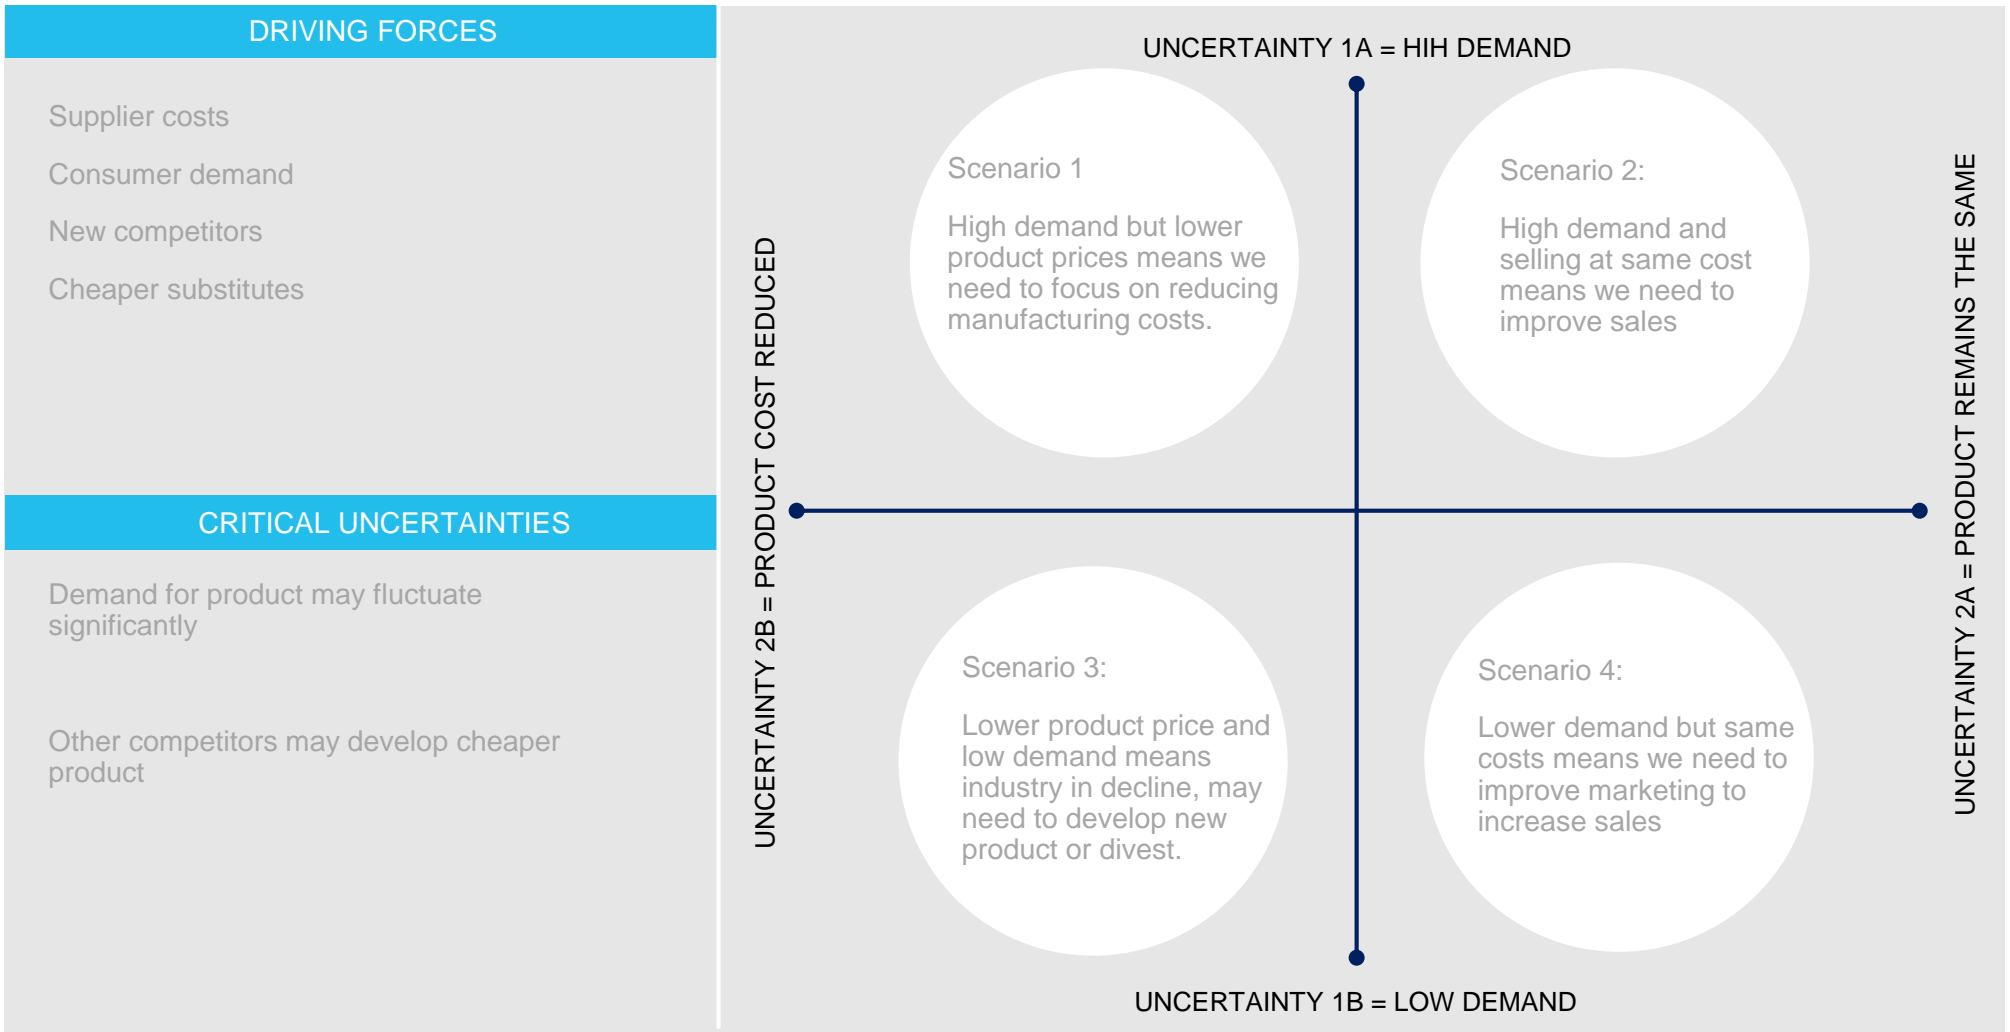 DRIVING FORCES
Supplier costs
Consumer demand
New competitors
Cheaper substitutes
CRITICAL UNCERTAINTIES
Demand for product may fluctuate
significantly
Other competitors may develop cheaper
product
UNCERTAINTY 1A = HIH DEMAND
UNCERTAINTY 2B = PRODUCT COST REDUCED
Scenario 1
High demand but lower
product prices means we
need to focus on reducing
manufacturing costs.
Scenario 2:
High demand and
selling at same cost
means we need to
improve sales
UNCERTAINTY 2A = PRODUCT REMAINS THE SAME
Scenario 3:
Lower product price and
low demand means
industry in decline, may
need to develop new
product or divest.
Scenario 4:
Lower demand but same
costs means we need to
improve marketing to
increase sales
UNCERTAINTY 1B = LOW DEMAND